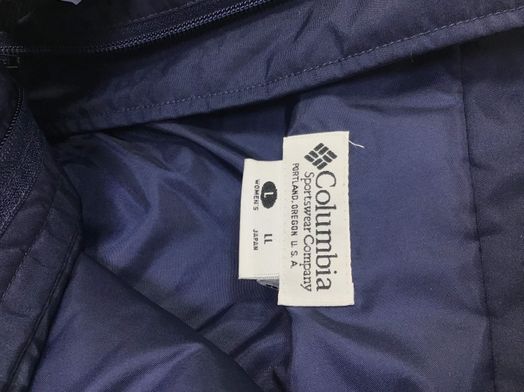 Columbia
Sportswear Company
PORTLAND, OREGON U. S. A.
L LL
WOMEN'S JAPAN